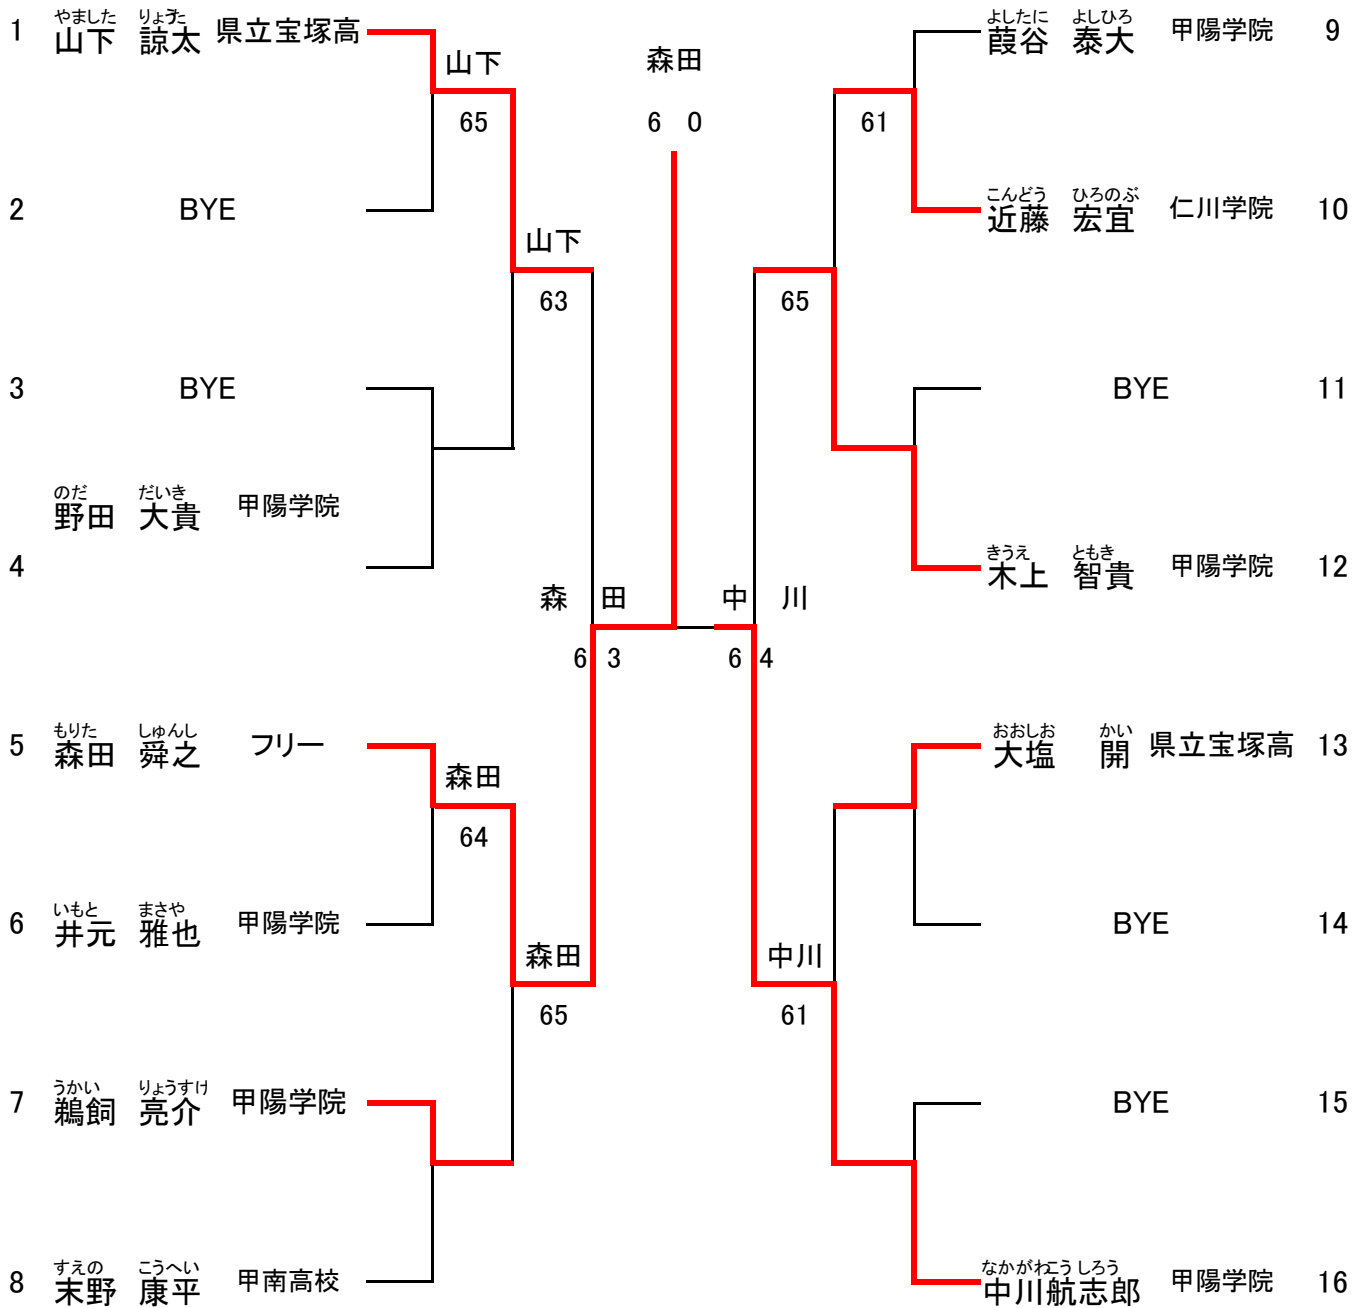 やました りょうた
1 山下 諒太 県立宝塚高
山下
65
2 BYE
山下
63
3 BYE
のだ だいき
野田 大貴 甲陽学院
4
森田
6 3
もりた しゅんし
5 森田 舜之 フリー
森田
64
いもと まさや
6 井元 雅也 甲陽学院
森田
65
うかい りょうすけ
7 鵜飼 亮介 甲陽学院
すえの こうへい
8 末野 康平 甲南高校
森田
6 0
よしたに よしひろ
葭谷 泰大 甲陽学院 9
61
こんどう ひろのぶ
近藤 宏宜 仁川学院 10
65
BYE 11
きうえ ともき
木上 智貴 甲陽学院 12
中川
6 4
おおしお かい
大塩 開 県立宝塚高 13
BYE 14
中川
61
BYE 15
なかがわこうしろう
中川航志郎 甲陽学院 16